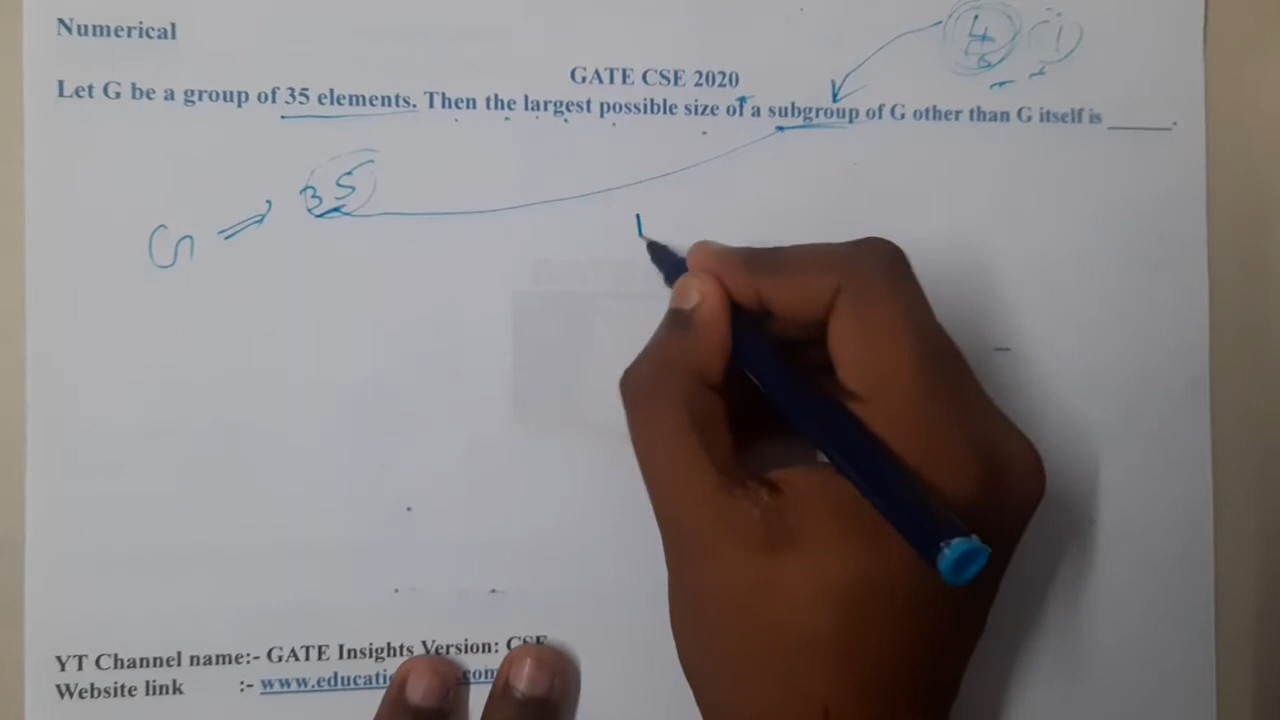 Numerical
GATE CSE 2020
Let G be a group of 35 elements. Then the largest possible size of a subgroup of G other than G itself is ______.
G ⇒ 35
YT Channel name:- GATE Insights Version: CSE
Website link :- www.educati